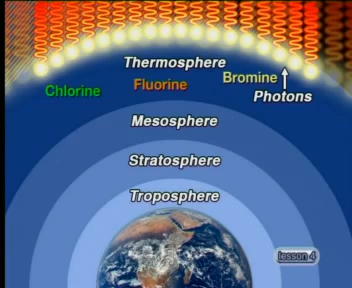 Thermosphere
Chlorine
Fluorine
Bromine
Photons
Mesosphere
Stratosphere
Troposphere
lesson 4